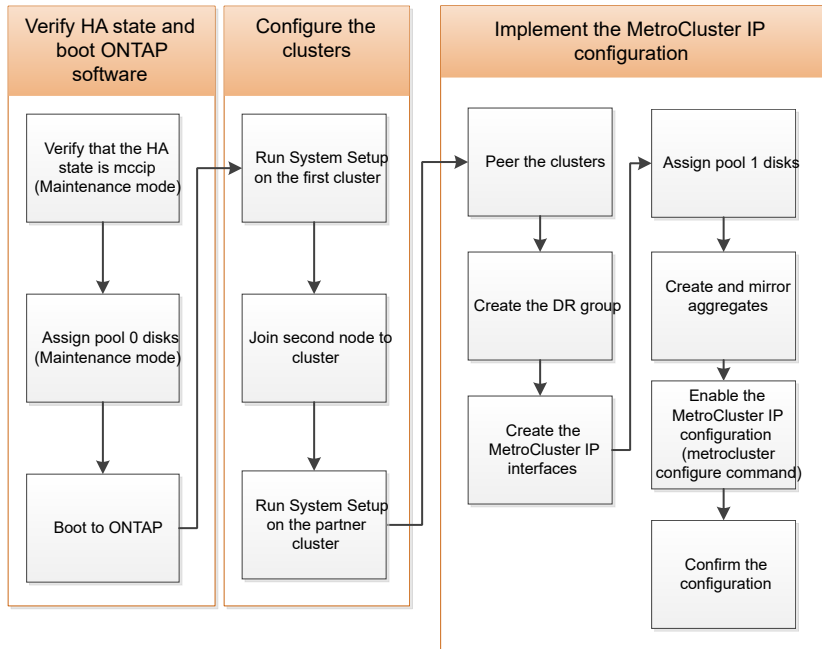 Verify HA state and
boot ONTAP
software
Verify that the HA
state is mccip
(Maintenance mode)
Assign pool 0 disks
(Maintenance mode)
Boot to ONTAP
Configure the
clusters
Run System Setup
on the first cluster
Join second node to
cluster
Run System Setup
on the partner
cluster
Implement the MetroCluster IP
configuration
Peer the clusters
Create the DR group
Create the
MetroCluster IP
interfaces
Assign pool 1 disks
Create and mirror
aggregates
Enable the
MetroCluster IP
configuration
(metrocluster
configure command)
Confirm the
configuration